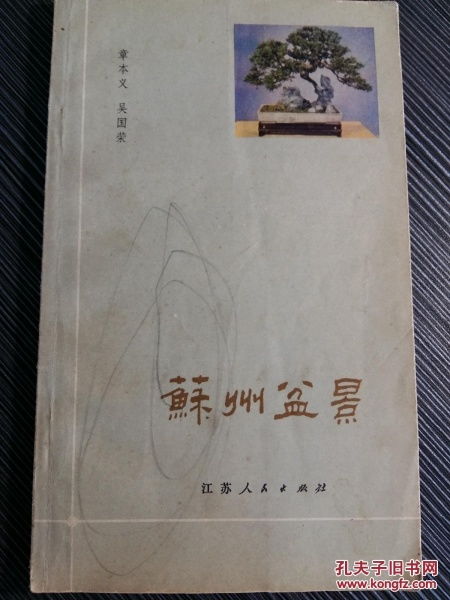 章本义 吴国荣
蘇州盆景
江苏人民出版社
孔夫子旧书网
www.kongfz.com